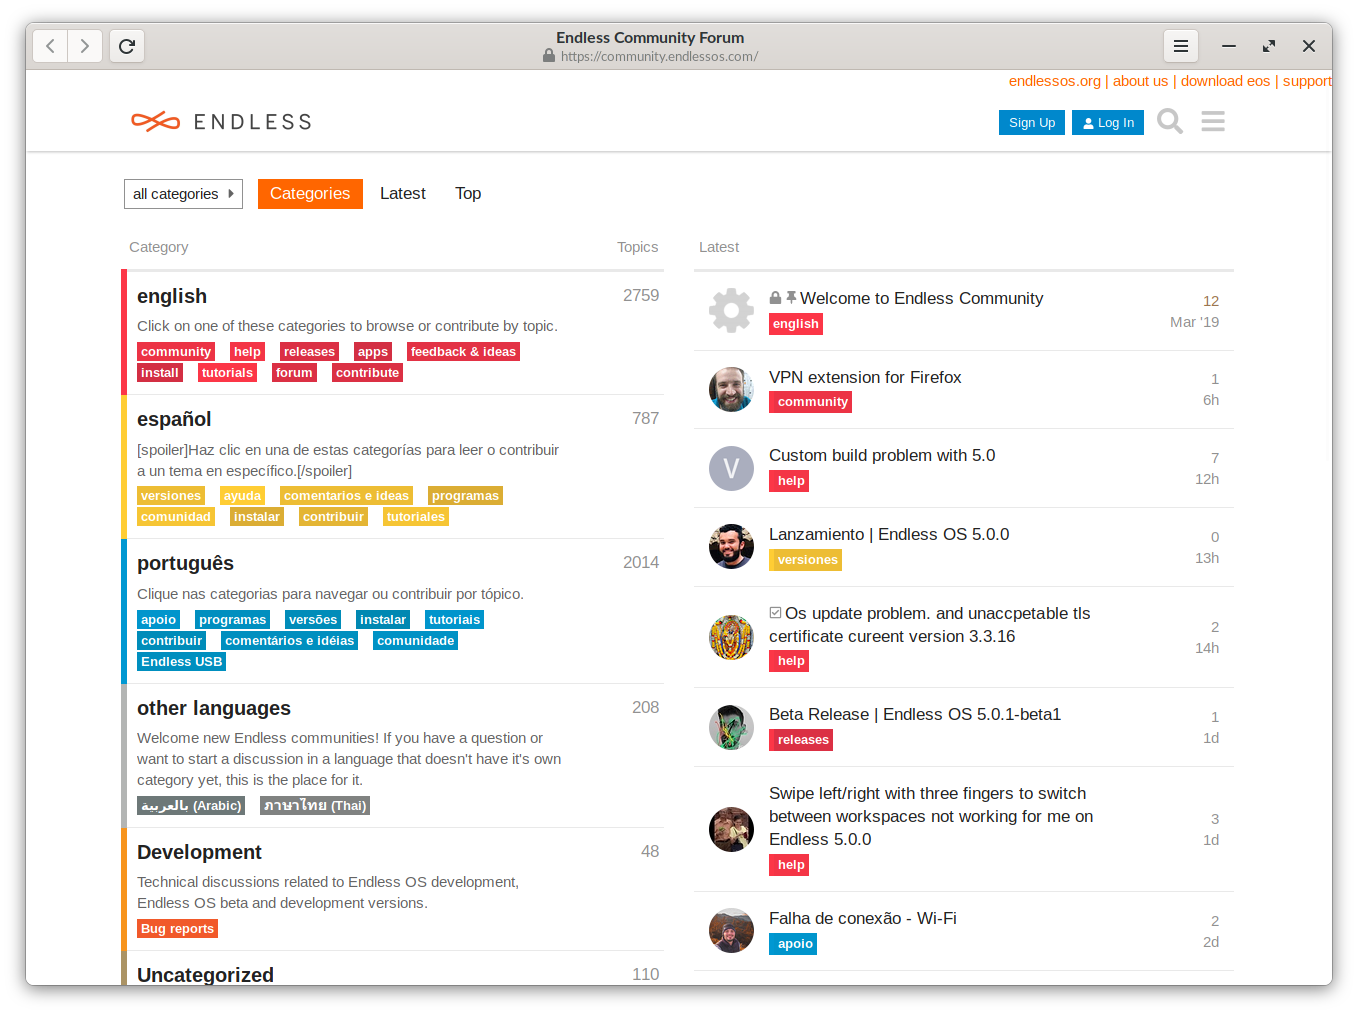 Endless Community Forum
https://community.endlessos.com/
endlessos.org | about us | download eos | support
ENDLESS
Sign Up
Log In
all categories
Categories
Latest
Top
Category
Topics
english
2759
Click on one of these categories to browse or contribute by topic.
community help releases apps feedback & ideas
install tutorials forum contribute
español
787
[spoiler]Haz clic en una de estas categorías para leer o contribuir
a un tema en específico.[/spoiler]
versiones ayuda comentarios e ideas programas
comunidad instalar contribuir tutoriales
português
2014
Clique nas categorias para navegar ou contribuir por tópico.
apoio programas versões instalar tutoriais
contribuir comentários e idéias comunidade
Endless USB
other languages
208
Welcome new Endless communities! If you have a question or
want to start a discussion in a language that doesn't have it's own
category yet, this is the place for it.
بالعربية (Arabic) ภาษาไทย (Thai)
Development
48
Technical discussions related to Endless OS development,
Endless OS beta and development versions.
Bug reports
Uncategorized
110
Latest
Welcome to Endless Community
english
12
Mar '19
VPN extension for Firefox
community
1
6h
V
Custom build problem with 5.0
help
7
12h
Lanzamiento | Endless OS 5.0.0
versiones
0
13h
Os update problem. and unaccpetable tls
certificate cureent version 3.3.16
help
2
14h
Beta Release | Endless OS 5.0.1-beta1
releases
1
1d
Swipe left/right with three fingers to switch
between workspaces not working for me on
Endless 5.0.0
help
3
1d
Falha de conexão - Wi-Fi
apoio
2
2d